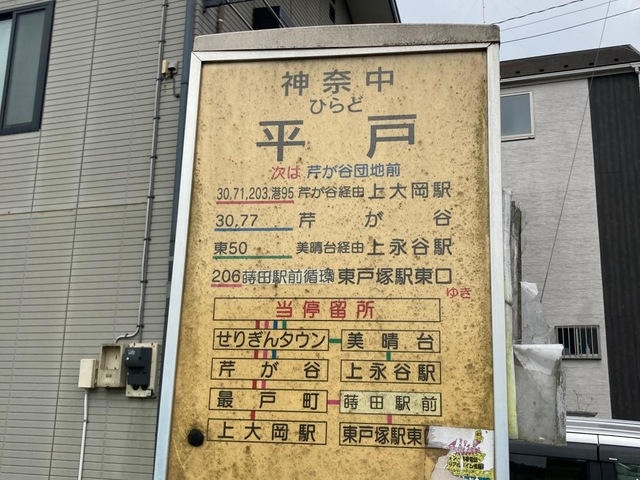 神奈中
ひらど
平戸
次は 芹が谷団地前
30,71,203,港95 芹が谷経由 上大岡駅
30,77 芹が谷
東50 美晴台経由 上永谷駅
206 蒔田駅前循環 東戸塚駅東口
ゆき
当停留所
せりぎんタウン 美晴台
芹が谷 上永谷駅
最戸町 蒔田駅前
上大岡駅 東戸塚駅東